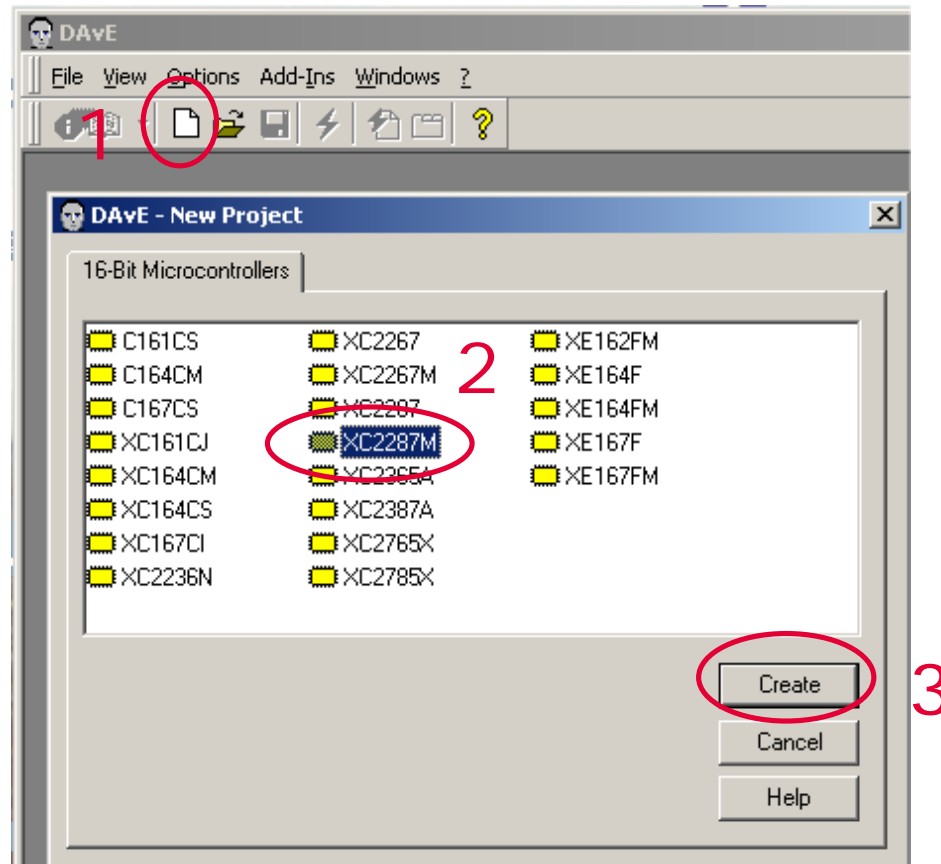 DAvE
File View Options Add-Ins Windows ?
1
DAvE - New Project
16-Bit Microcontrollers
C161CS XC2267 XE162FM
2
C164CM XC2267M XE164F
C167CS XC2287 XE164FM
XC161CJ XC2287M XE167F
XC164CM XC2365A XE167FM
XC164CS XC2387A
XC167CI XC2765X
XC2236N XC2785X
Create
3
Cancel
Help